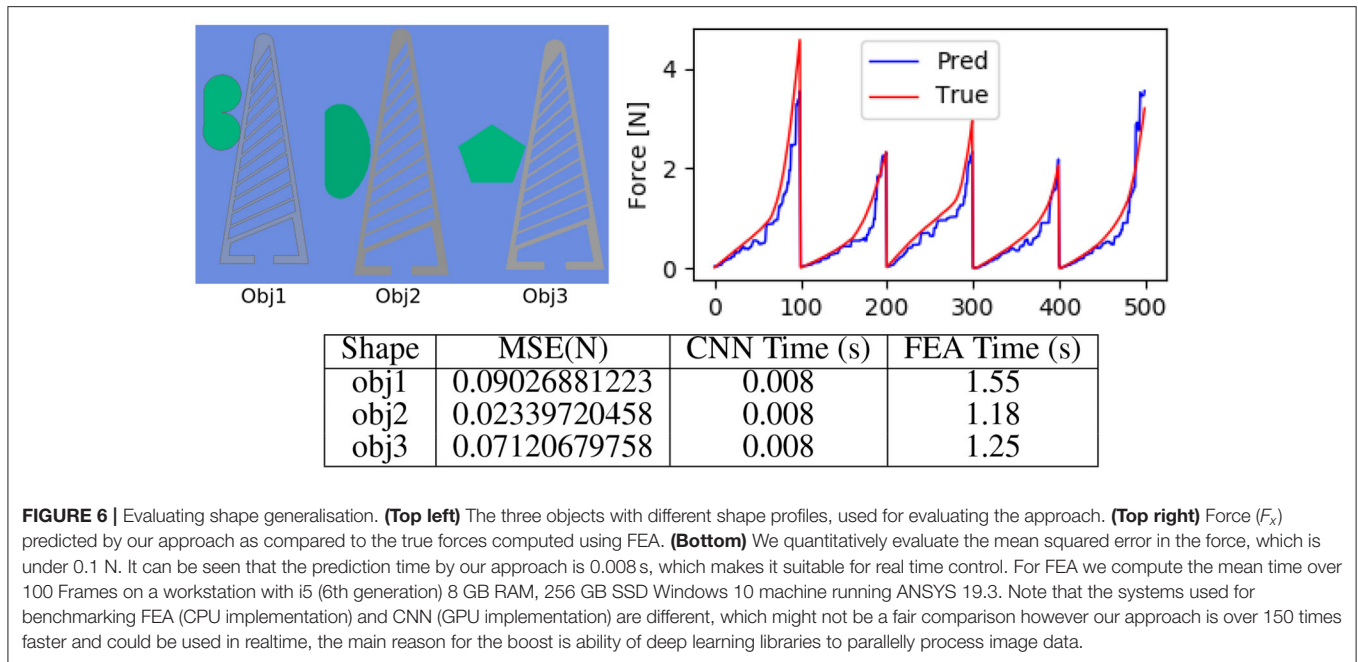 Obj1
Obj2
Obj3
Force [N]
4
2
0
Pred
True
0 100 200 300 400 500
Shape MSE(N) CNN Time (s) FEA Time (s)
obj1 0.09026881223 0.008 1.55
obj2 0.02339720458 0.008 1.18
obj3 0.07120679758 0.008 1.25
FIGURE 6 | Evaluating shape generalisation. (Top left) The three objects with different shape profiles, used for evaluating the approach. (Top right) Force (Fx)
predicted by our approach as compared to the true forces computed using FEA. (Bottom) We quantitatively evaluate the mean squared error in the force, which is
under 0.1 N. It can be seen that the prediction time by our approach is 0.008 s, which makes it suitable for real time control. For FEA we compute the mean time over
100 Frames on a workstation with i5 (6th generation) 8 GB RAM, 256 GB SSD Windows 10 machine running ANSYS 19.3. Note that the systems used for
benchmarking FEA (CPU implementation) and CNN (GPU implementation) are different, which might not be a fair comparison however our approach is over 150 times
faster and could be used in realtime, the main reason for the boost is ability of deep learning libraries to parallelly process image data.